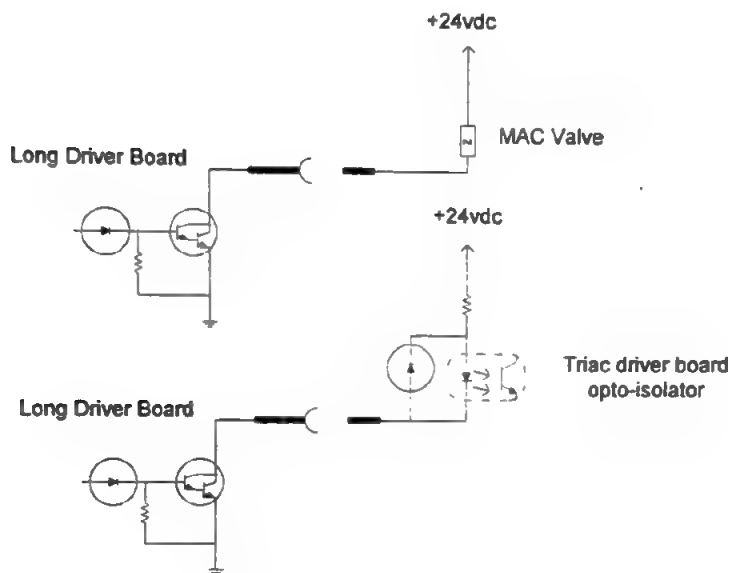 +24vdc
MAC Valve
Long Driver Board
+24vdc
Triac driver board
opto-isolator
Long Driver Board